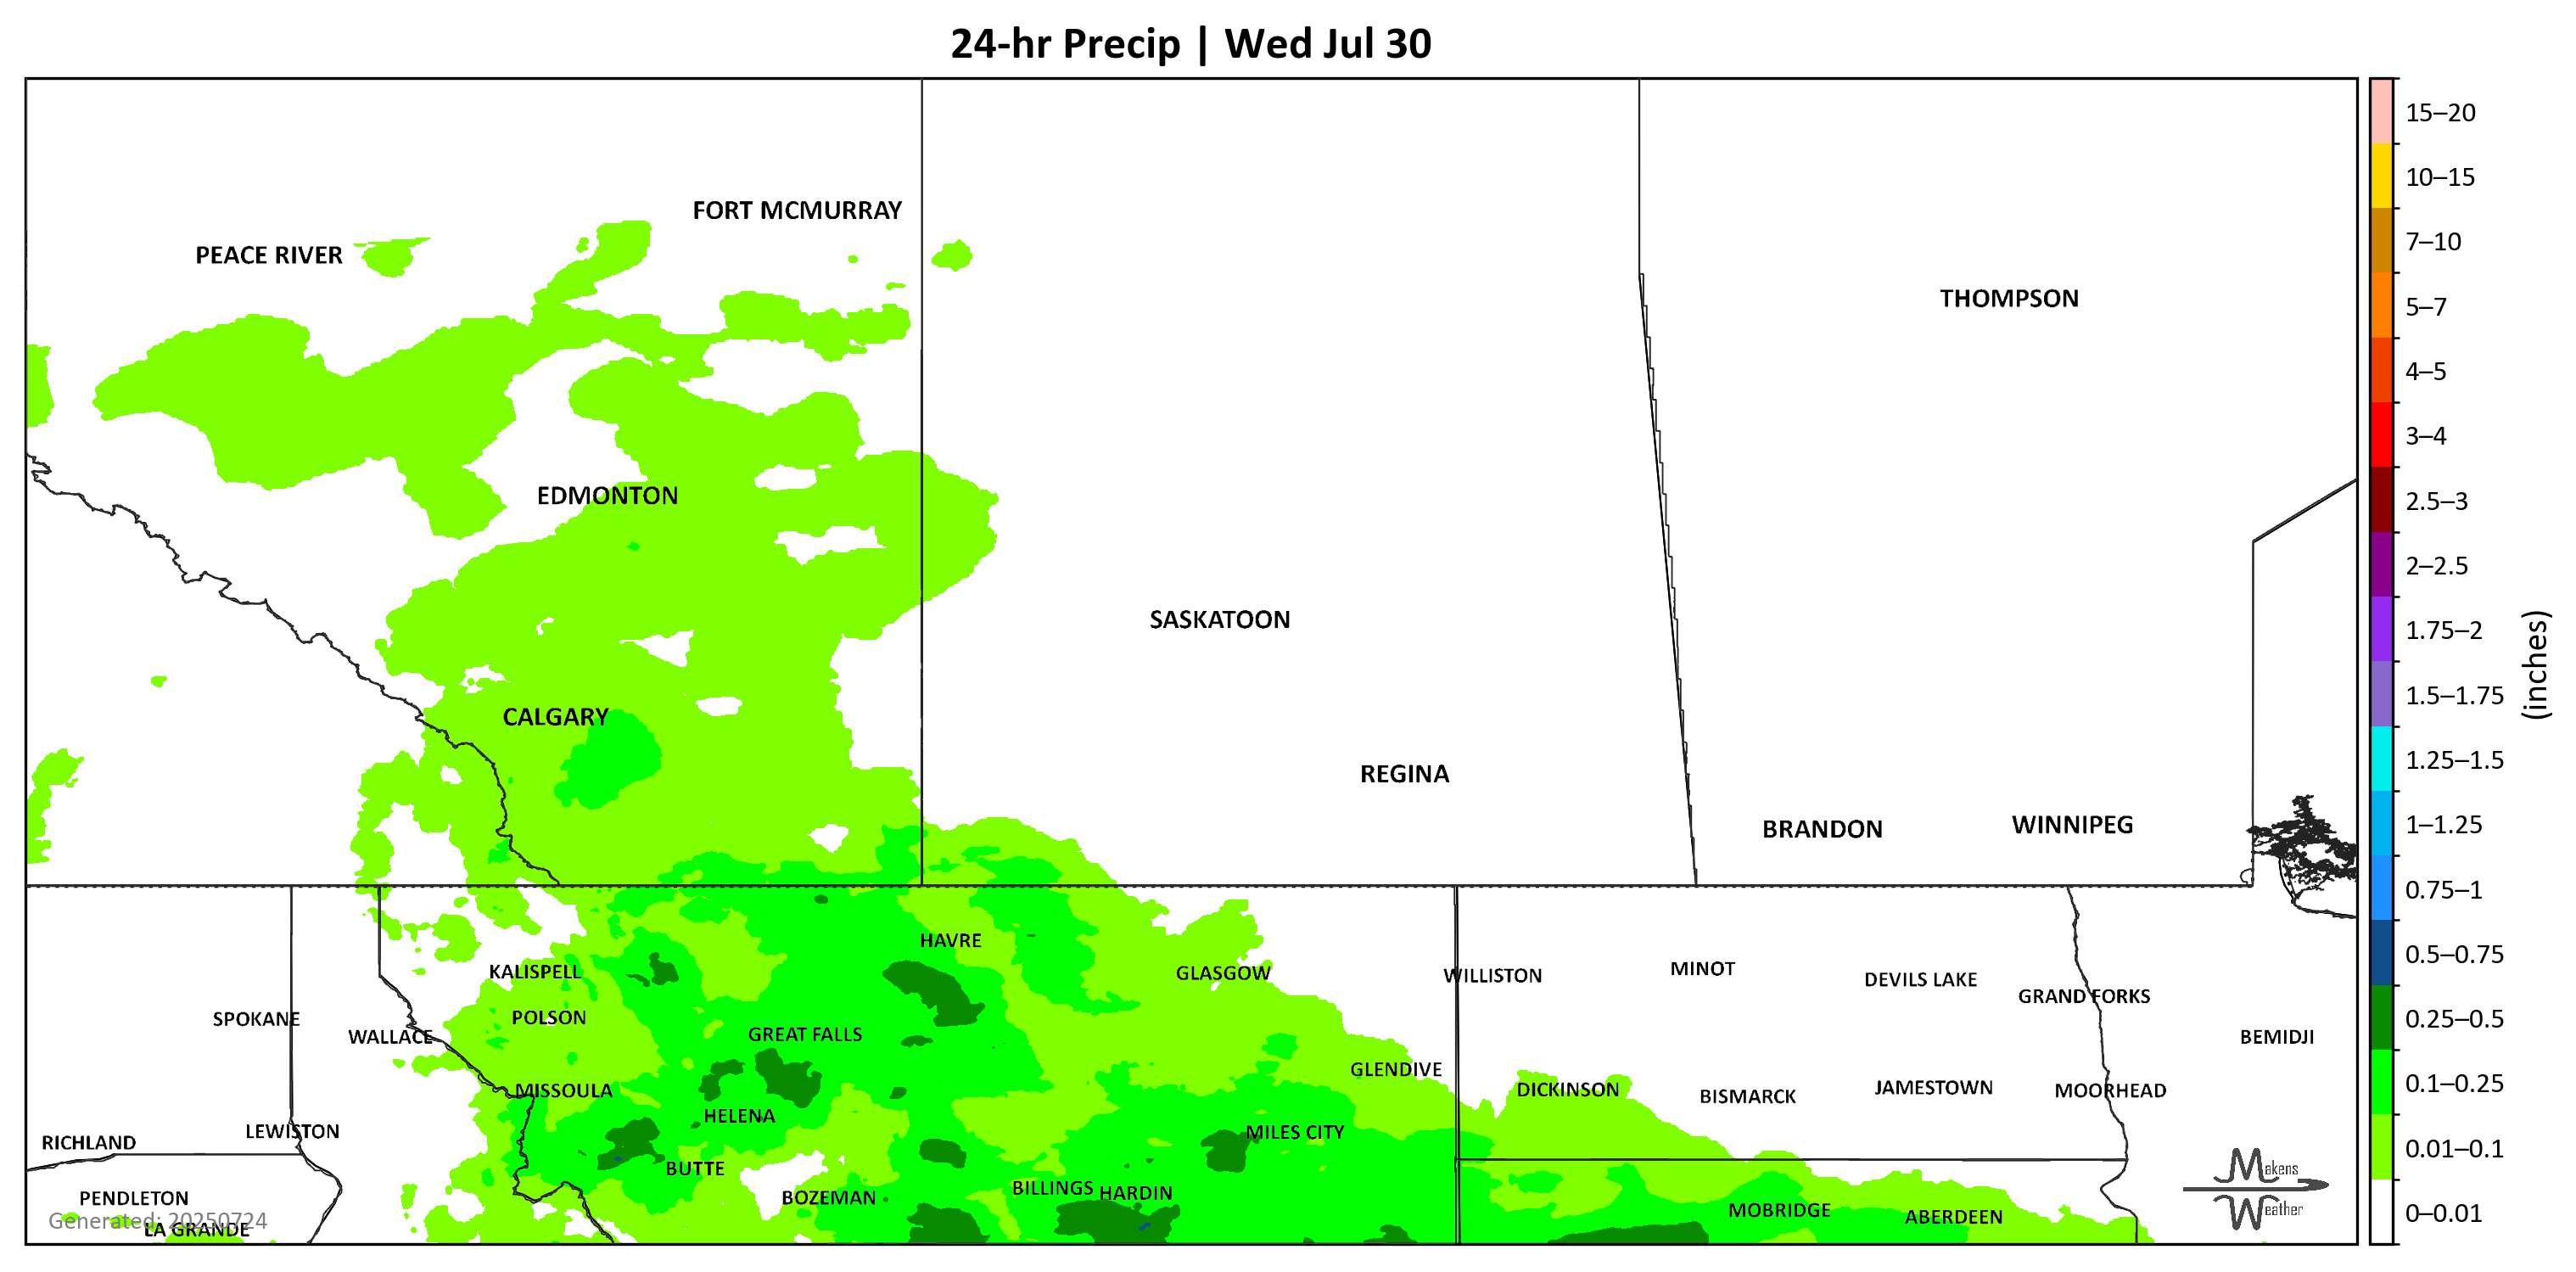 24-hr Precip | Wed Jul 30
15–20
10–15
7–10
5–7
4–5
3–4
2.5–3
2–2.5
1.75–2
1.5–1.75
1.25–1.5
1–1.25
0.75–1
0.5–0.75
0.25–0.5
0.1–0.25
0.01–0.1
0–0.01
(inches)
FORT MCMURRAY
PEACE RIVER
THOMPSON
EDMONTON
SASKATOON
CALGARY
REGINA
BRANDON
WINNIPEG
HAVRE
KALISPELL
GLASGOW
WILLISTON
MINOT
DEVILS LAKE
GRAND FORKS
SPOKANE
POLSON
WALLACE
GREAT FALLS
BEMIDJI
GLENDIVE
MISSOULA
DICKINSON
BISMARCK
JAMESTOWN
MOORHEAD
HELENA
RICHLAND
LEWISTON
MILES CITY
BUTTE
PENDLETON
BOZEMAN
BILLINGS
HARDIN
MOBRIDGE
ABERDEEN
Generated: 20250724
LA GRANDE
Makens
Weather